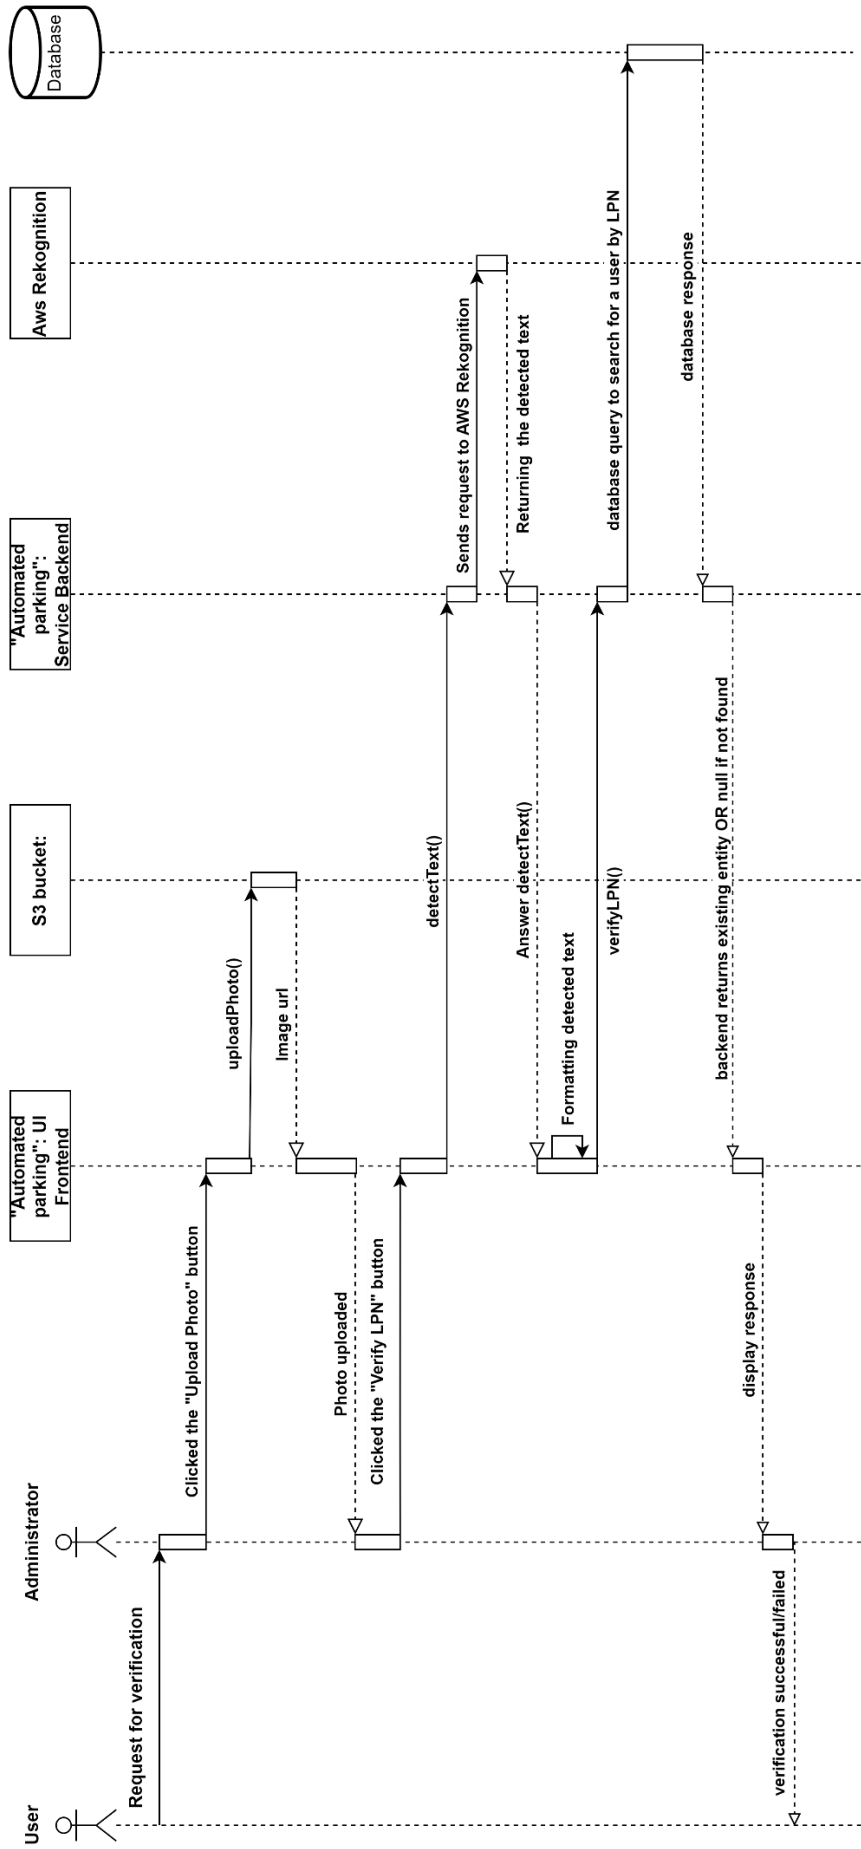 User
Administrator
"Automated
parking": UI
Frontend
S3 bucket:
"Automated
parking":
Service Backend
Aws Rekognition
Database
Request for verification
Clicked the "Upload Photo" button
uploadPhoto()
Image url
Photo uploaded
Clicked the "Verify LPN" button
detectText()
Sends request to AWS Rekognition
Returning the detected text
Answer detectText()
Formatting detected text
verifyLPN()
database query to search for a user by LPN
database response
backend returns existing entity OR null if not found
display response
verification successful/failed